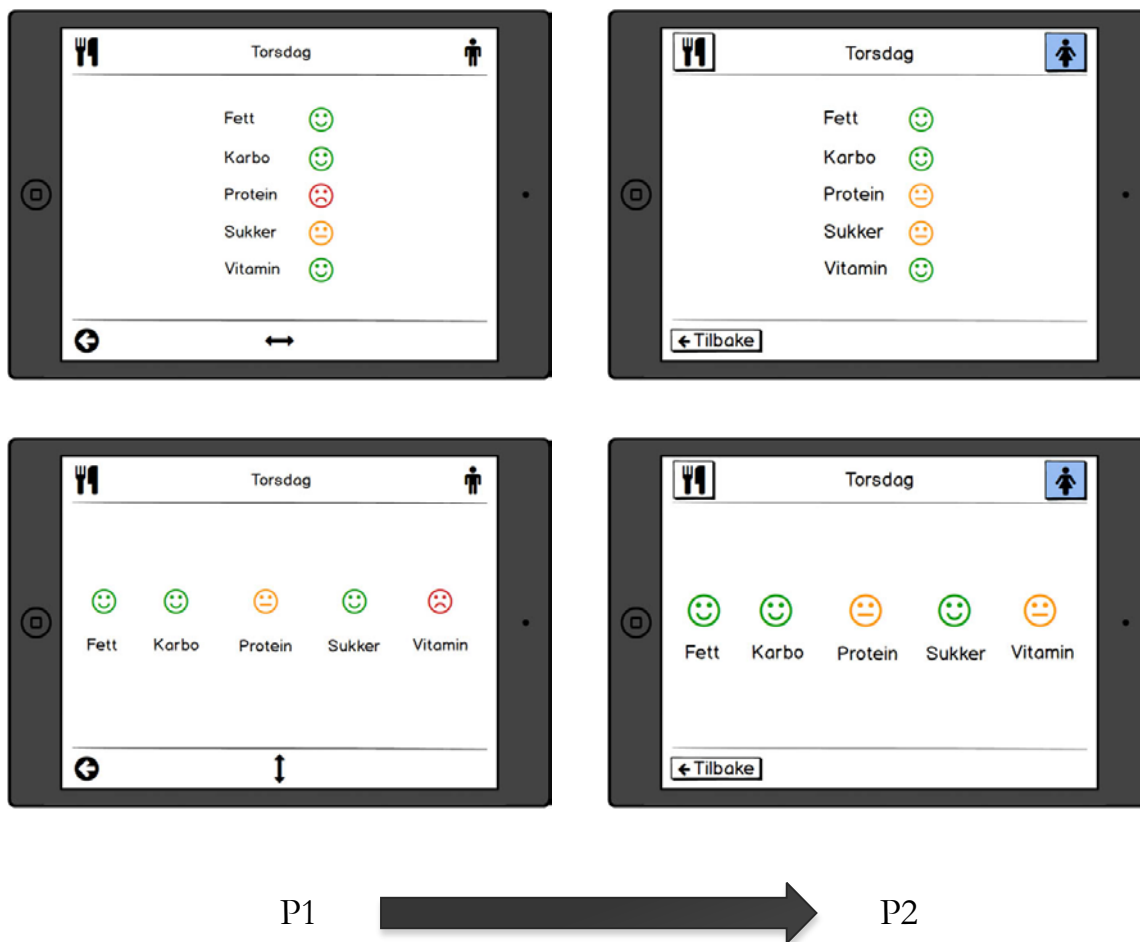 Torsdag
Fett
Karbo
Protein
Sukker
Vitamin
Torsdag
Fett
Karbo
Protein
Sukker
Vitamin
Tilbake
Torsdag
Fett Karbo Protein Sukker Vitamin
Torsdag
Fett Karbo Protein Sukker Vitamin
Tilbake
P1 P2